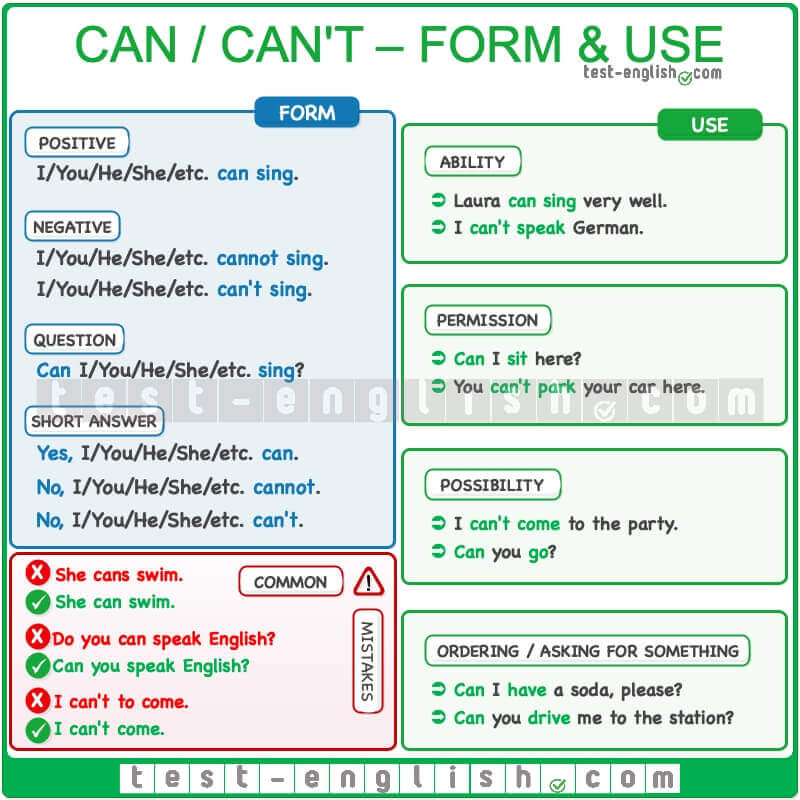 CAN / CAN'T – FORM & USE
test-english.com
FORM
POSITIVE
I/You/He/She/etc. can sing.
NEGATIVE
I/You/He/She/etc. cannot sing.
I/You/He/She/etc. can't sing.
QUESTION
Can I/You/He/She/etc. sing?
SHORT ANSWER
Yes, I/You/He/She/etc. can.
No, I/You/He/She/etc. cannot.
No, I/You/He/She/etc. can't.
COMMON
MISTAKES
She cans swim.
She can swim.
Do you can speak English?
Can you speak English?
I can't to come.
I can't come.
USE
ABILITY
Laura can sing very well.
I can't speak German.
PERMISSION
Can I sit here?
You can't park your car here.
test-english.com
POSSIBILITY
I can't come to the party.
Can you go?
ORDERING / ASKING FOR SOMETHING
Can I have a soda, please?
Can you drive me to the station?
test-english.com